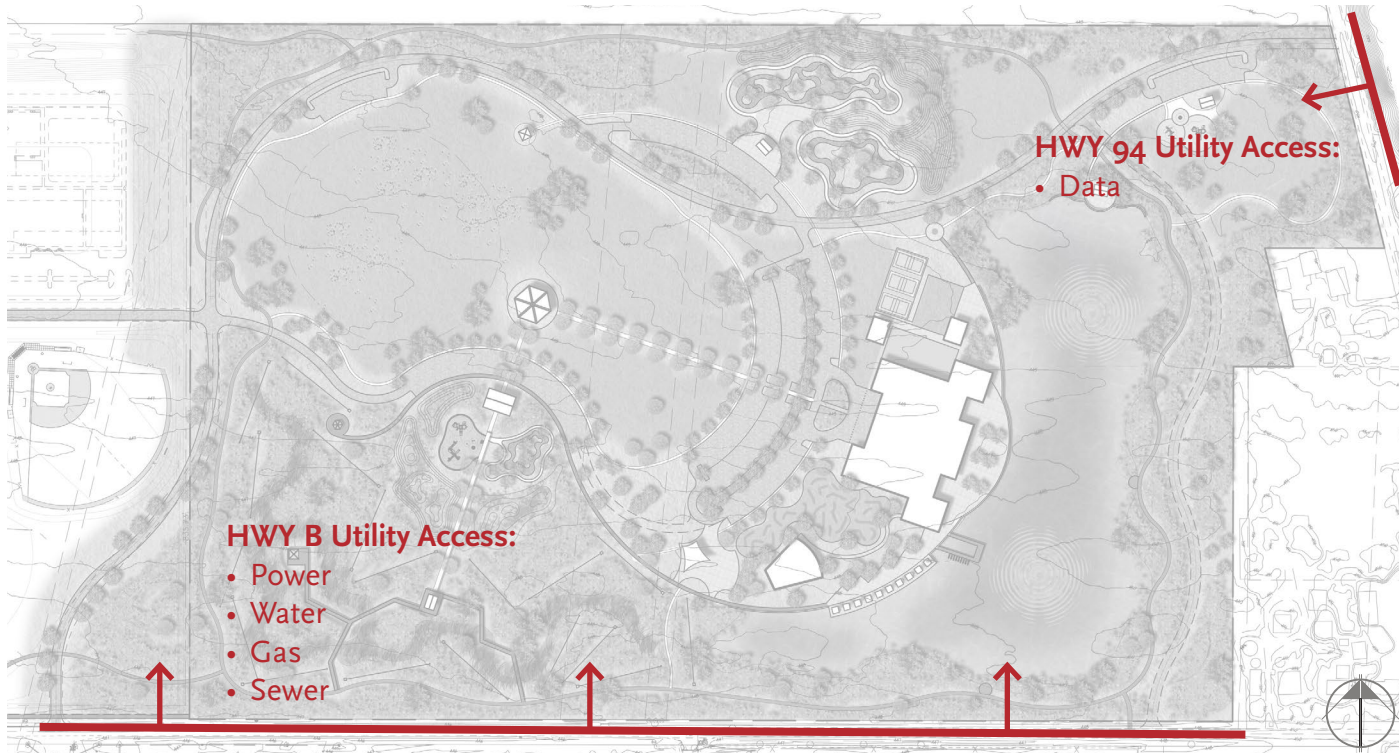 HWY 94 Utility Access:
• Data
HWY B Utility Access:
• Power
• Water
• Gas
• Sewer